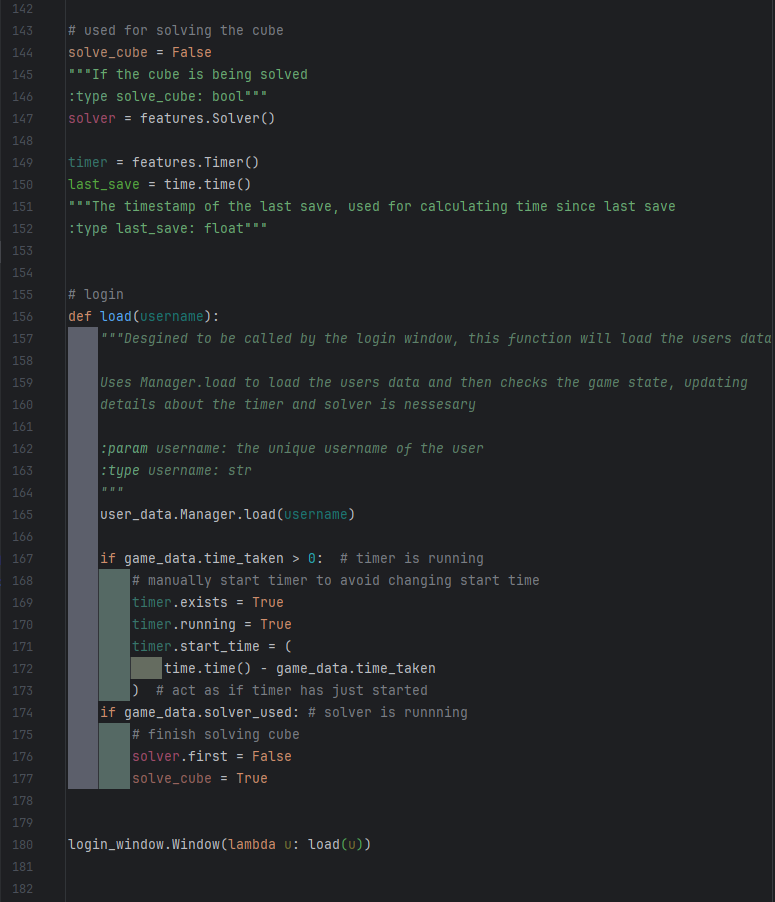 142
143 # used for solving the cube
144 solve_cube = False
145 """If the cube is being solved
146 :type solve_cube: bool"""
147 solver = features.Solver()
148
149 timer = features.Timer()
150 last_save = time.time()
151 """The timestamp of the last save, used for calculating time since last save
152 :type last_save: float"""
153
154
155 # login
156 def load(username):
157     """Desgined to be called by the login window, this function will load the users data
158
159     Uses Manager.load to load the users data and then checks the game state, updating
160     details about the timer and solver is nessesary
161
162     :param username: the unique username of the user
163     :type username: str
164     """
165     user_data.Manager.load(username)
166
167     if game_data.time_taken > 0:  # timer is running
168         # manually start timer to avoid changing start time
169         timer.exists = True
170         timer.running = True
171         timer.start_time = (
172             time.time() - game_data.time_taken
173         )  # act as if timer has just started
174     if game_data.solver_used: # solver is runnning
175         # finish solving cube
176         solver.first = False
177         solve_cube = True
178
179
180 login_window.Window(lambda u: load(u))
181
182